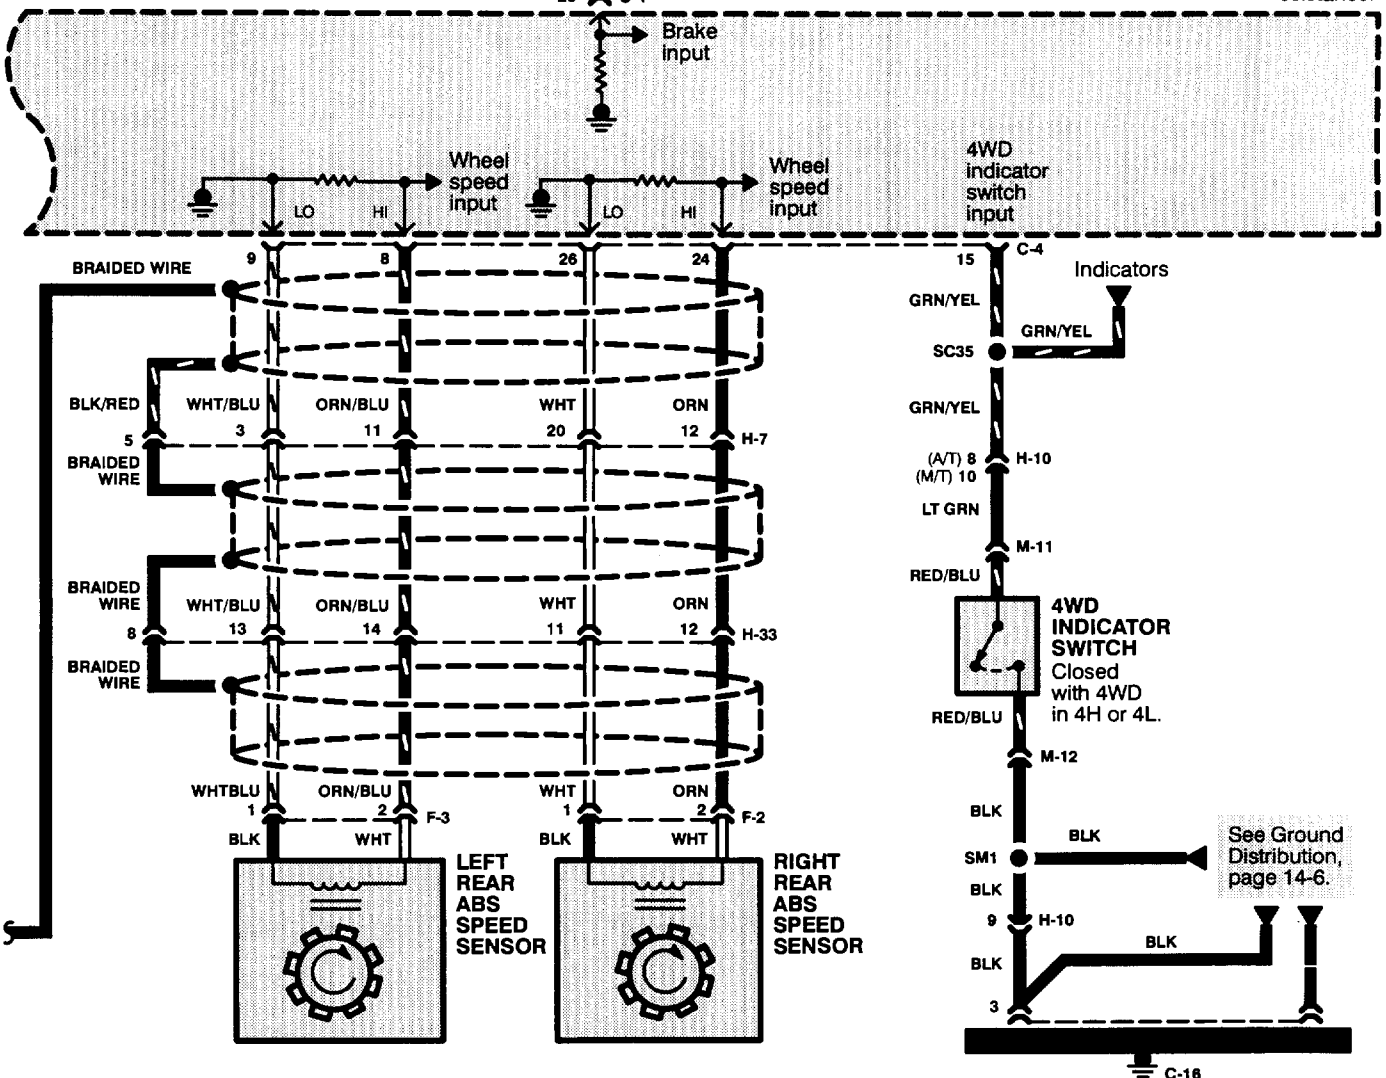 Brake
input
Wheel
speed
input
Wheel
speed
input
4WD
indicator
switch
input
LO
HI
LO
HI
9
8
26
24
15
C-4
BRAIDED WIRE
Indicators
GRN/YEL
GRN/YEL
SC35
BLK/RED
WHT/BLU
ORN/BLU
WHT
ORN
GRN/YEL
5
3
11
20
12
H-7
(A/T) 8
H-10
(M/T) 10
BRAIDED
WIRE
LT GRN
M-11
RED/BLU
BRAIDED
WIRE
WHT/BLU
ORN/BLU
WHT
ORN
8
13
14
11
12
H-33
4WD
INDICATOR
SWITCH
Closed
with 4WD
in 4H or 4L.
BRAIDED
WIRE
RED/BLU
M-12
WHTBLU
ORN/BLU
WHT
ORN
1
2
F-3
1
2
F-2
BLK
WHT
BLK
WHT
BLK
BLK
SM1
See Ground
Distribution,
page 14-6.
LEFT
REAR
ABS
SPEED
SENSOR
RIGHT
REAR
ABS
SPEED
SENSOR
BLK
9
H-10
BLK
BLK
3
C-16